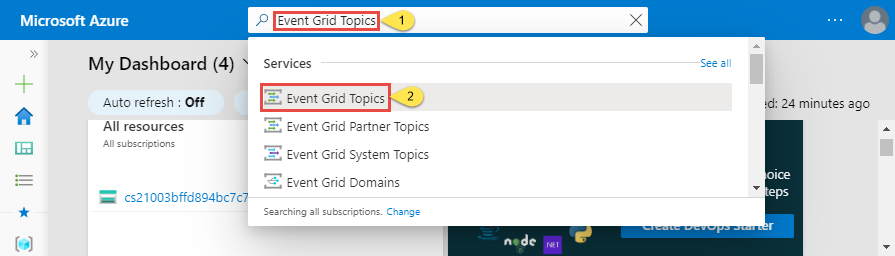 Microsoft Azure
Event Grid Topics
1
My Dashboard (4)
Services
See all
Auto refresh : Off
Event Grid Topics
2
ed: 24 minutes ago
All resources
All subscriptions
Event Grid Partner Topics
Event Grid System Topics
cs21003bffd894bc7c7
Event Grid Domains
Searching all subscriptions. Change
node
NET
Create DevOps Starter